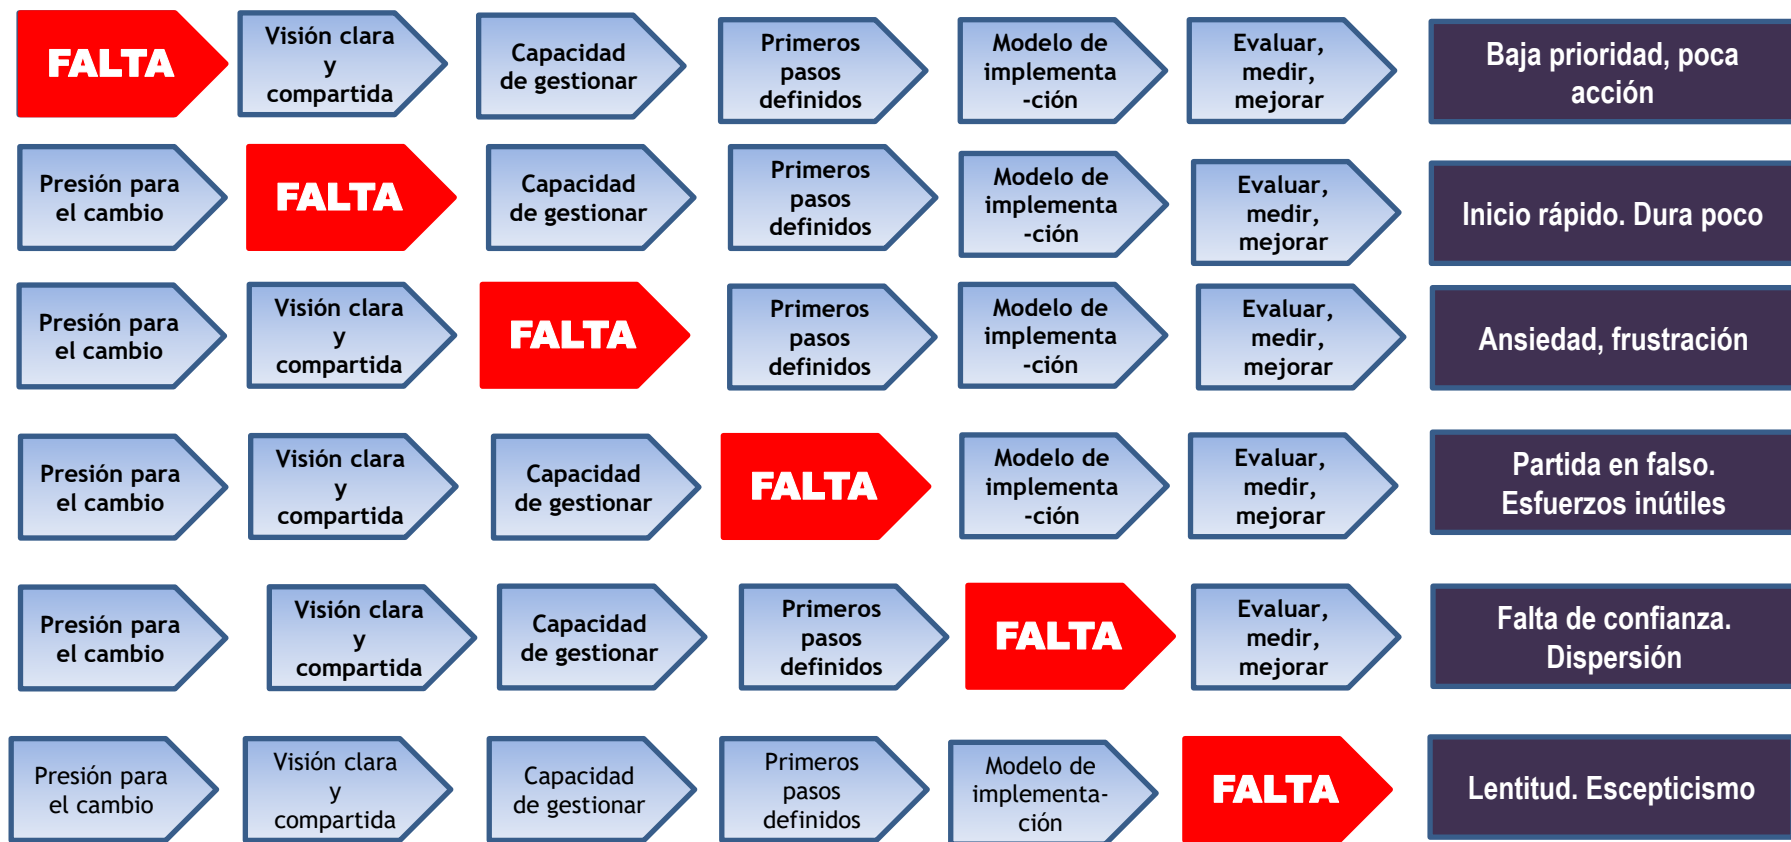 FALTA
Visión clara
y
compartida
Capacidad
de gestionar
Primeros
pasos
definidos
Modelo de
implementa
-ción
Evaluar,
medir,
mejorar
Baja prioridad, poca
acción
Presión para
el cambio
FALTA
Capacidad
de gestionar
Primeros
pasos
definidos
Modelo de
implementa
-ción
Evaluar,
medir,
mejorar
Inicio rápido. Dura poco
Presión para
el cambio
Visión clara
y
compartida
FALTA
Primeros
pasos
definidos
Modelo de
implementa
-ción
Evaluar,
medir,
mejorar
Ansiedad, frustración
Presión para
el cambio
Visión clara
y
compartida
Capacidad
de gestionar
FALTA
Modelo de
implementa
-ción
Evaluar,
medir,
mejorar
Partida en falso.
Esfuerzos inútiles
Presión para
el cambio
Visión clara
y
compartida
Capacidad
de gestionar
Primeros
pasos
definidos
FALTA
Evaluar,
medir,
mejorar
Falta de confianza.
Dispersión
Presión para
el cambio
Visión clara
y
compartida
Capacidad
de gestionar
Primeros
pasos
definidos
Modelo de
implementa-
ción
FALTA
Lentitud. Escepticismo